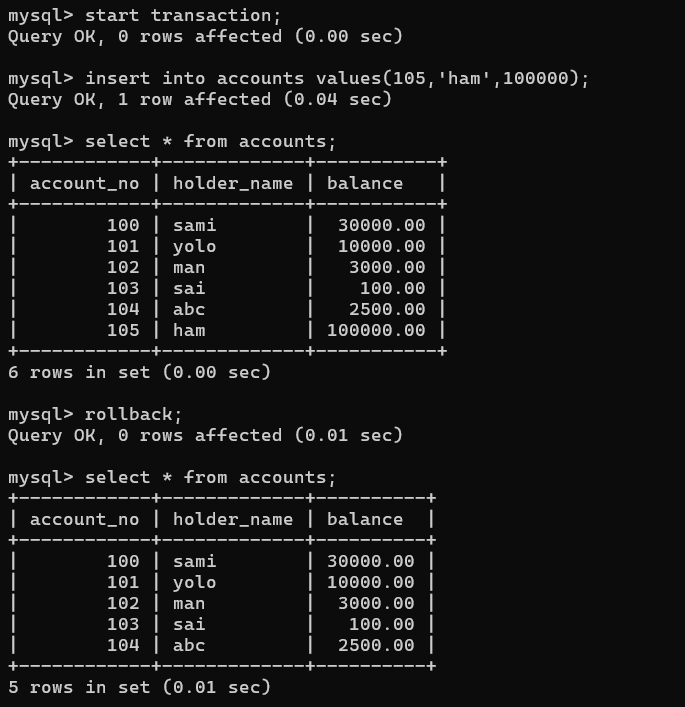 mysql> start transaction;
Query OK, 0 rows affected (0.00 sec)
mysql> insert into accounts values(105,'ham',100000);
Query OK, 1 row affected (0.04 sec)
mysql> select * from accounts;
+------------+-------------+-----------+
| account_no | holder_name | balance   |
+------------+-------------+-----------+
|        100 | sami        |  30000.00 |
|        101 | yolo        |  10000.00 |
|        102 | man         |   3000.00 |
|        103 | sai         |    100.00 |
|        104 | abc         |   2500.00 |
|        105 | ham         | 100000.00 |
+------------+-------------+-----------+
6 rows in set (0.00 sec)
mysql> rollback;
Query OK, 0 rows affected (0.01 sec)
mysql> select * from accounts;
+------------+-------------+----------+
| account_no | holder_name | balance  |
+------------+-------------+----------+
|        100 | sami        | 30000.00 |
|        101 | yolo        | 10000.00 |
|        102 | man         |  3000.00 |
|        103 | sai         |   100.00 |
|        104 | abc         |  2500.00 |
+------------+-------------+----------+
5 rows in set (0.01 sec)